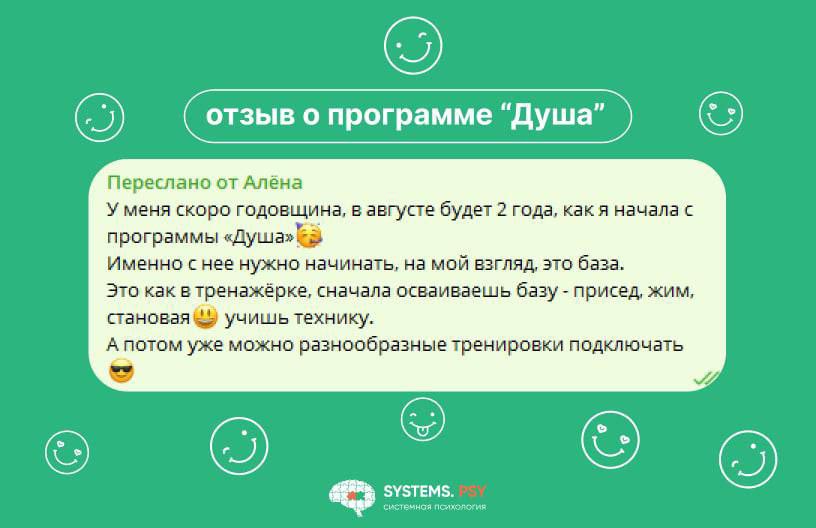 отзыв о программе “Душа”
Переслано от Алёна
У меня скоро годовщина, в августе будет 2 года, как я начала с
программы «Душа»🥳
Именно с нее нужно начинать, на мой взгляд, это база.
Это как в тренажёрке, сначала осваиваешь базу - присед, жим,
становая😃 учишь технику.
А потом уже можно разнообразные тренировки подключать
😎
SYSTEMS. PSY
системная психология